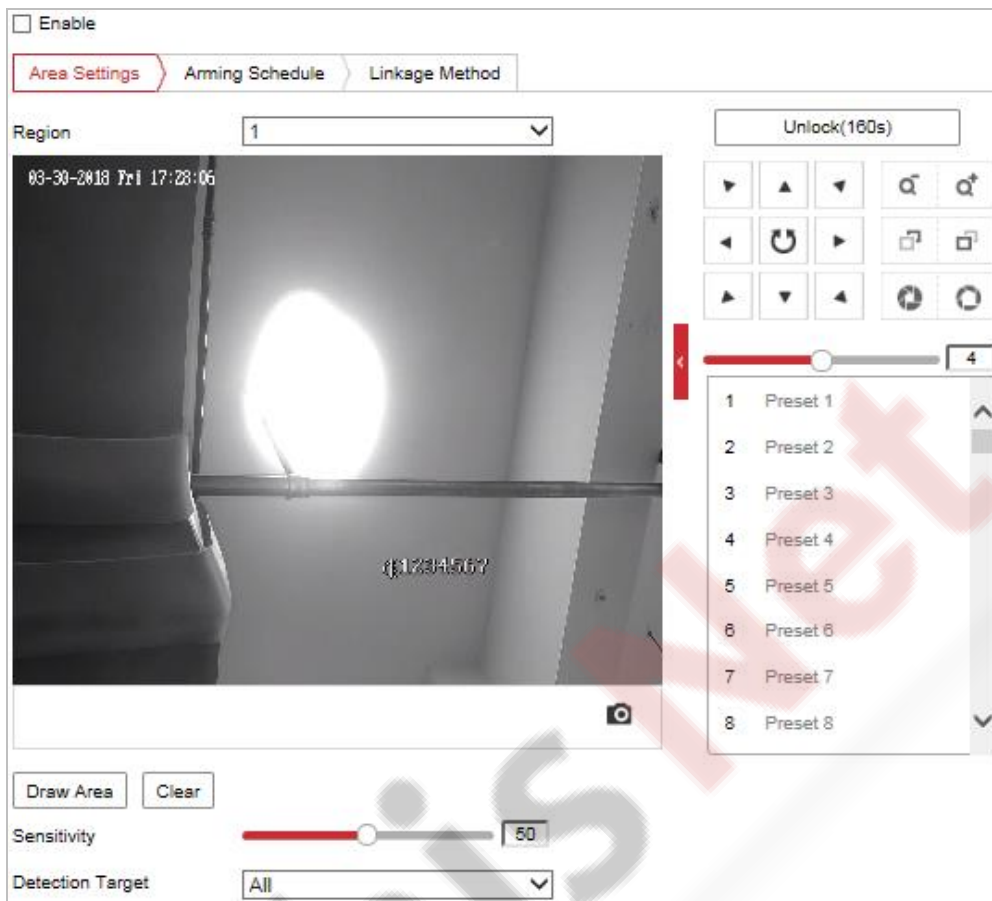 Enable
Area Settings Arming Schedule Linkage Method
Region 1
Unlock(160s)
03-30-2018 Fri 17:28:06
4
1 Preset 1
2 Preset 2
3 Preset 3
4 Preset 4
5 Preset 5
6 Preset 6
7 Preset 7
8 Preset 8
q1234567
Draw Area Clear
Sensitivity 50
Detection Target All